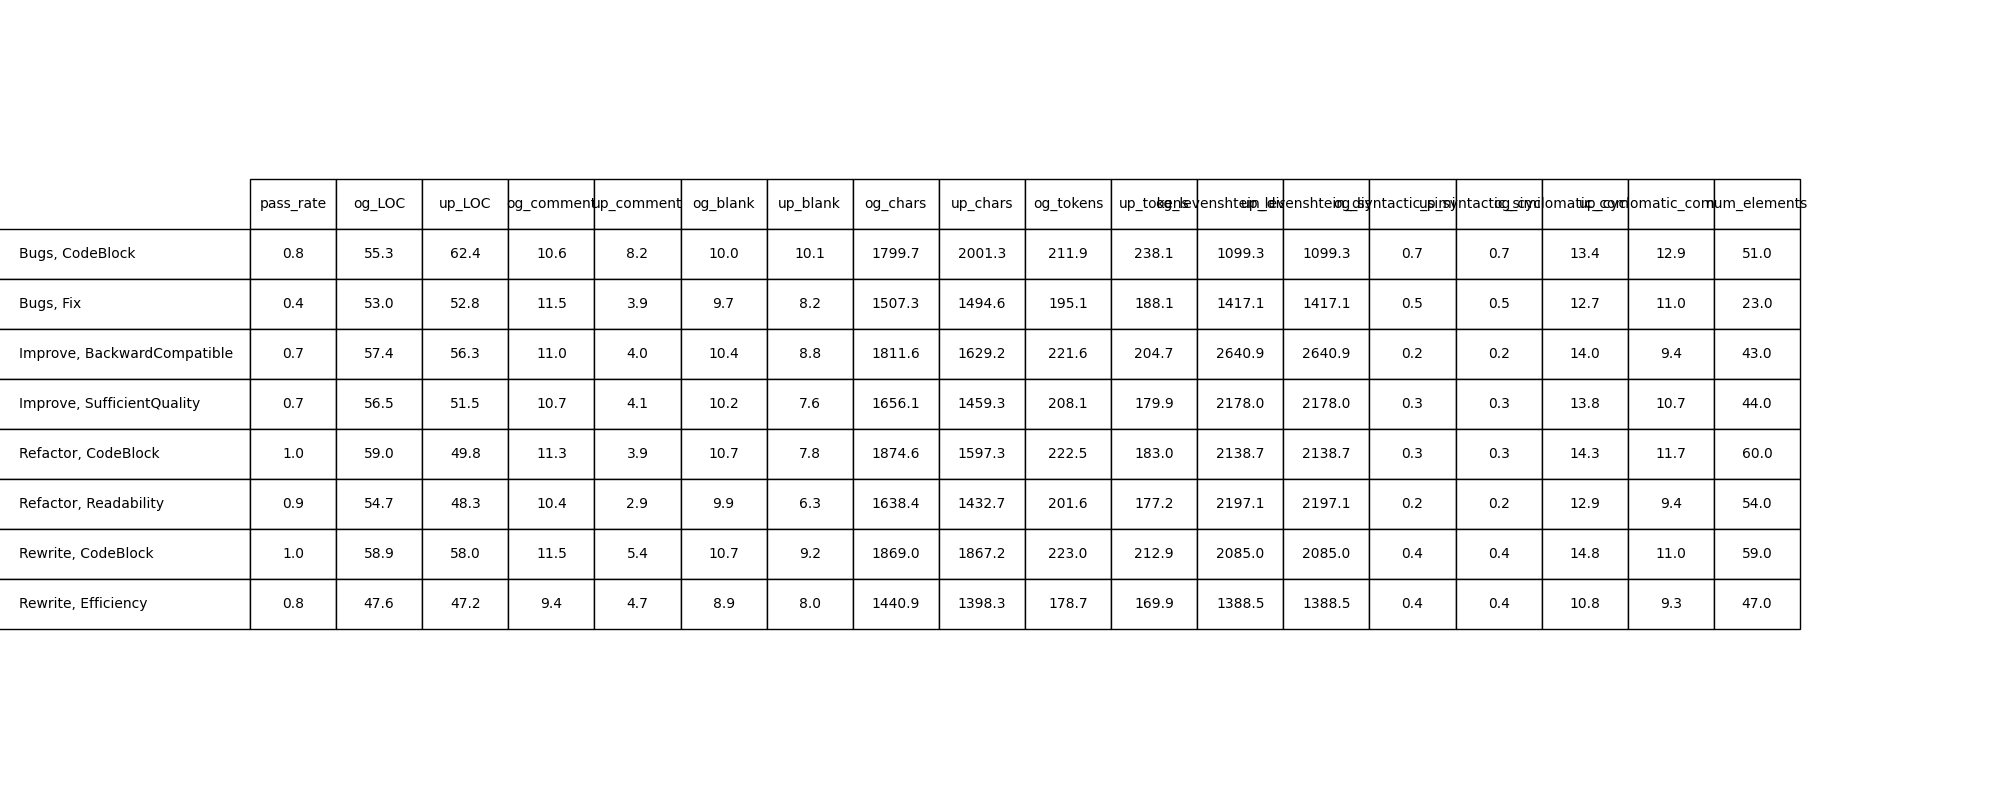 pass_rate og_LOC up_LOC og_comment up_comment og_blank up_blank og_chars up_chars og_tokens up_tokens num_elements
Bugs, CodeBlock 0.8 55.3 62.4 10.6 8.2 10.0 10.1 1799.7 2001.3 211.9 238.1 1099.3 1099.3 0.7 0.7 13.4 12.9 51.0
Bugs, Fix 0.4 53.0 52.8 11.5 3.9 9.7 8.2 1507.3 1494.6 195.1 188.1 1417.1 1417.1 0.5 0.5 12.7 11.0 23.0
Improve, BackwardCompatible 0.7 57.4 56.3 11.0 4.0 10.4 8.8 1811.6 1629.2 221.6 204.7 2640.9 2640.9 0.2 0.2 14.0 9.4 43.0
Improve, SufficientQuality 0.7 56.5 51.5 10.7 4.1 10.2 7.6 1656.1 1459.3 208.1 179.9 2178.0 2178.0 0.3 0.3 13.8 10.7 44.0
Refactor, CodeBlock 1.0 59.0 49.8 11.3 3.9 10.7 7.8 1874.6 1597.3 222.5 183.0 2138.7 2138.7 0.3 0.3 14.3 11.7 60.0
Refactor, Readability 0.9 54.7 48.3 10.4 2.9 9.9 6.3 1638.4 1432.7 201.6 177.2 2197.1 2197.1 0.2 0.2 12.9 9.4 54.0
Rewrite, CodeBlock 1.0 58.9 58.0 11.5 5.4 10.7 9.2 1869.0 1867.2 223.0 212.9 2085.0 2085.0 0.4 0.4 14.8 11.0 59.0
Rewrite, Efficiency 0.8 47.6 47.2 9.4 4.7 8.9 8.0 1440.9 1398.3 178.7 169.9 1388.5 1388.5 0.4 0.4 10.8 9.3 47.0